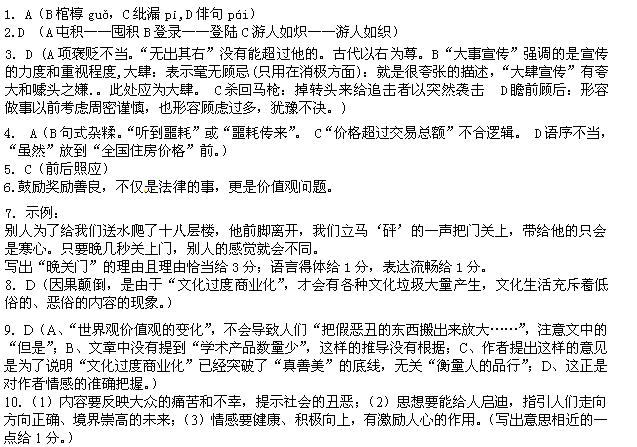 1. A（B棺椁guǒ，C纰漏pí,D俳句pái）
2.D （A屯积——囤积B登录——登陆C游人如炽——游人如织）
3. D（A项褒贬不当。“无出其右”没有能超过他的。古代以右为尊。B“大事宣传”强调的是宣传
的力度和重视程度,大肆：表示毫无顾忌(只用在消极方面)：就是很夸张的描述，“大肆宣传”有夸
大和噱头之嫌.。此处应为大肆。 C杀回马枪：掉转头来给追击者以突然袭击 D瞻前顾后：形容
做事以前考虑周密谨慎，也形容顾虑过多，犹豫不决。）
4. A（B句式杂糅。“听到噩耗”或“噩耗传来”。 C“价格超过交易总额”不合逻辑。 D语序不当，
“虽然”放到“全国住房价格”前。）
5. C（前后照应）
6.鼓励奖励善良，不仅是法律的事，更是价值观问题。
7. 示例：
别人为了给我们送水爬了十八层楼，他前脚离开，我们立马‘砰’的一声把门关上，带给他的只会
是寒心。只要晚几秒关上门，别人的感觉就会不同。
写出“晚关门”的理由且理由恰当给3分；语言得体给1分，表达流畅给1分。
8. D（因果颠倒，是由于“文化过度商业化”，才会有各种文化垃圾大量产生，文化生活充斥着低
俗的、恶俗的内容的现象。）
9. D（A、“世界观价值观的变化”，不会导致人们“把假恶丑的东西搬出来放大……”，注意文中的
“但是”；B、文章中没有提到“学术产品数量少”，这样的推导没有根据；C、作者提出这样的意见
是为了说明“文化过度商业化”已经突破了“真善美”的底线，无关“衡量人的品行”；D、这正是
对作者情感的准确把握。）
10.（1）内容要反映大众的痛苦和不幸，提示社会的丑恶；（2）思想要能给人启迪，指引人们走向
方向正确、境界崇高的未来；（3）情感要健康、积极向上，有激励人心的作用。（写出意思相近的一
点给1分。）